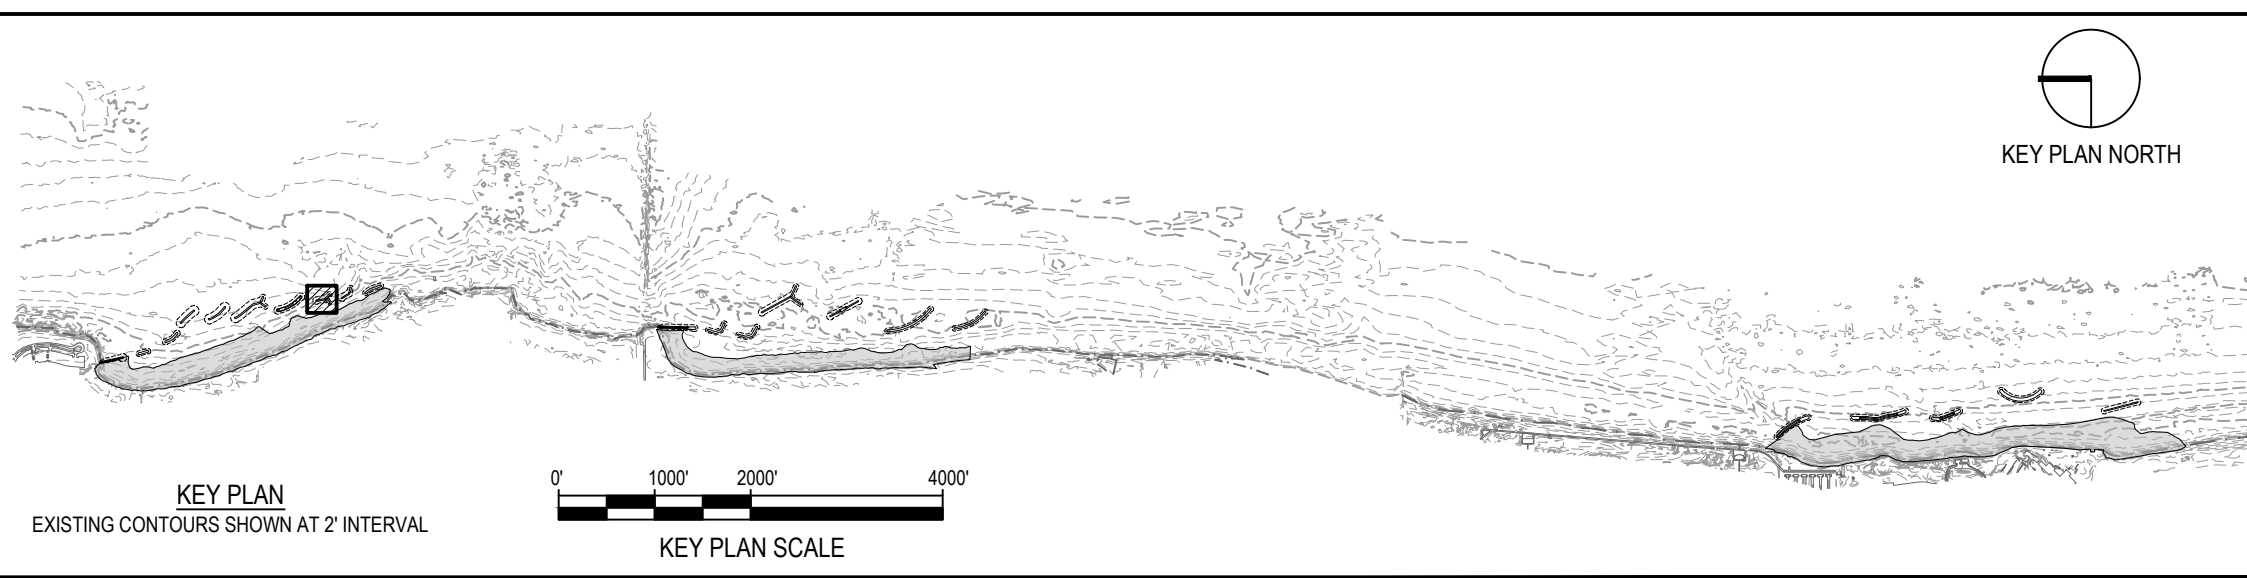 KEY PLAN NORTH
KEY PLAN
EXISTING CONTOURS SHOWN AT 2' INTERVAL
0' 1000' 2000' 4000'
KEY PLAN SCALE